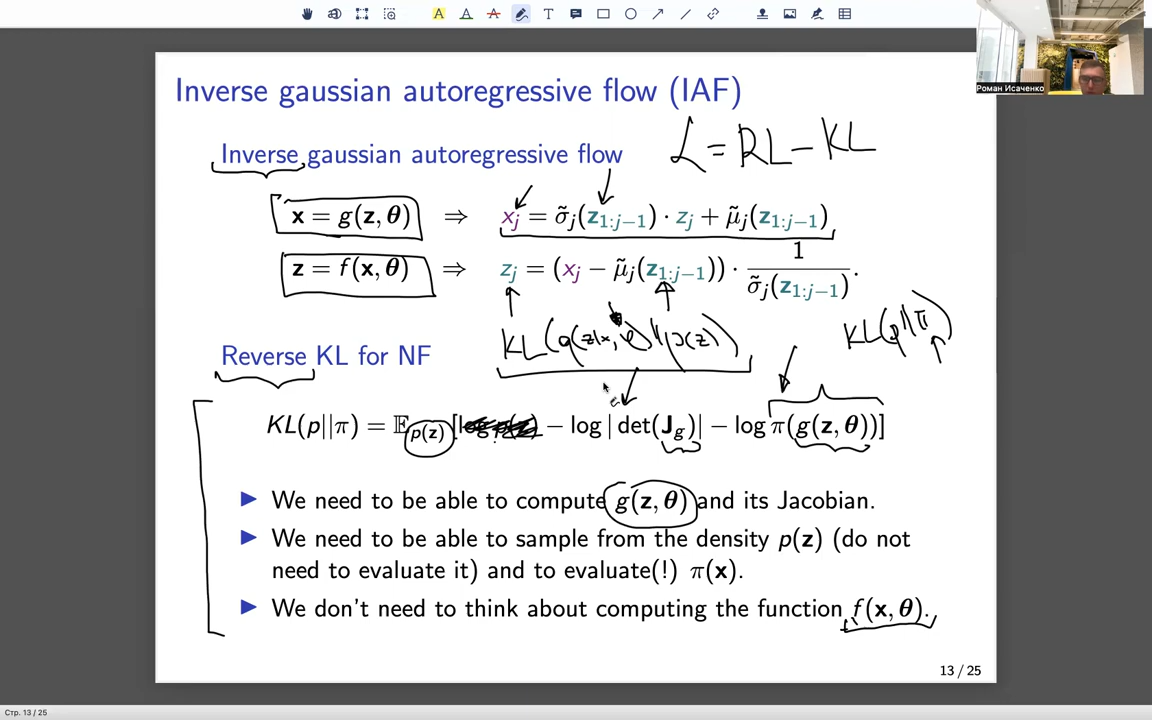 Роман Исаченко
Inverse gaussian autoregressive flow (IAF)
ℒ = RL − KL
Inverse gaussian autoregressive flow
x = g(z, θ) ⇒ xⱼ = σ̃ⱼ(z₁:ⱼ₋₁) · zⱼ + μ̃ⱼ(z₁:ⱼ₋₁)
z = f(x, θ) ⇒ zⱼ = (xⱼ − μ̃ⱼ(z₁:ⱼ₋₁)) · 1 / σ̃ⱼ(z₁:ⱼ₋₁).
KL(q(z|x, φ)||p(z)) KL(p||π)
Reverse KL for NF
KL(p||π) = 𝔼p(z) [log p(z) − log |det(J_g)| − log π(g(z, θ))]
▶ We need to be able to compute g(z, θ) and its Jacobian.
▶ We need to be able to sample from the density p(z) (do not
need to evaluate it) and to evaluate(!) π(x).
▶ We don't need to think about computing the function f(x, θ).
13 / 25
Стр. 13 / 25